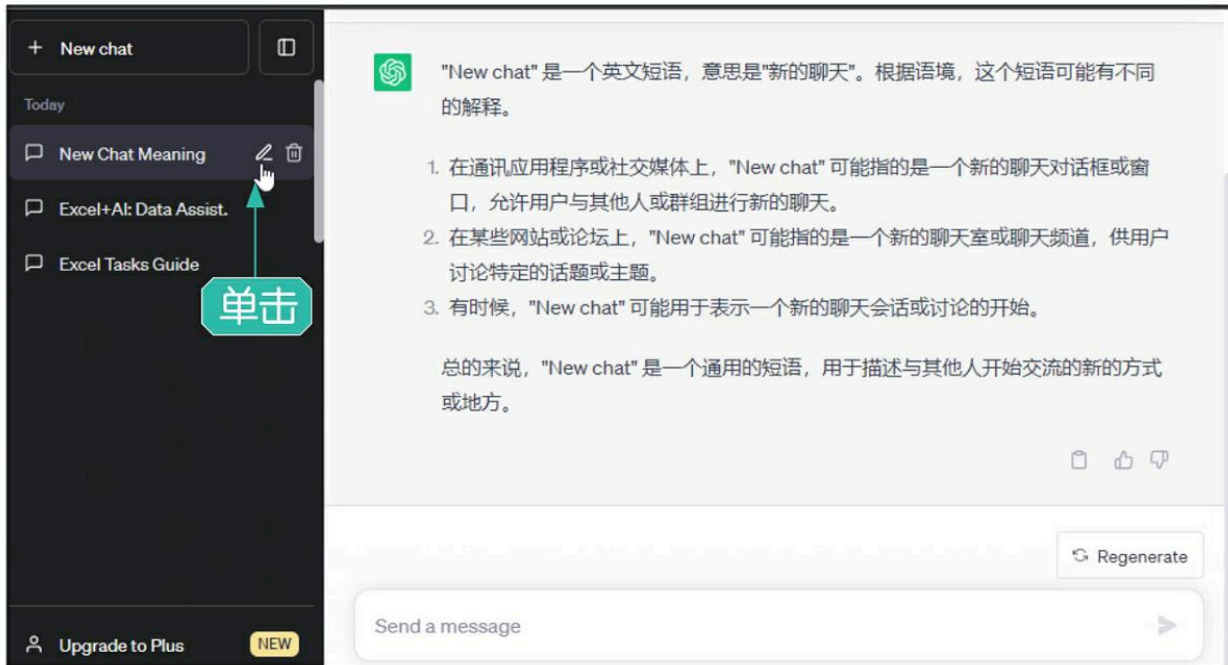 + New chat
Today
New Chat Meaning
Excel+AI: Data Assist.
Excel Tasks Guide
单击
Upgrade to Plus
NEW
"New chat" 是一个英文短语，意思是"新的聊天"。根据语境，这个短语可能有不同
的解释。
1. 在通讯应用程序或社交媒体上，"New chat" 可能指的是一个新的聊天对话框或窗
口，允许用户与其他人或群组进行新的聊天。
2. 在某些网站或论坛上，"New chat" 可能指的是一个新的聊天室或聊天频道，供用户
讨论特定的话题或主题。
3. 有时候，"New chat" 可能用于表示一个新的聊天会话或讨论的开始。
总的来说，"New chat" 是一个通用的短语，用于描述与其他人开始交流的新的方式
或地方。
Regenerate
Send a message